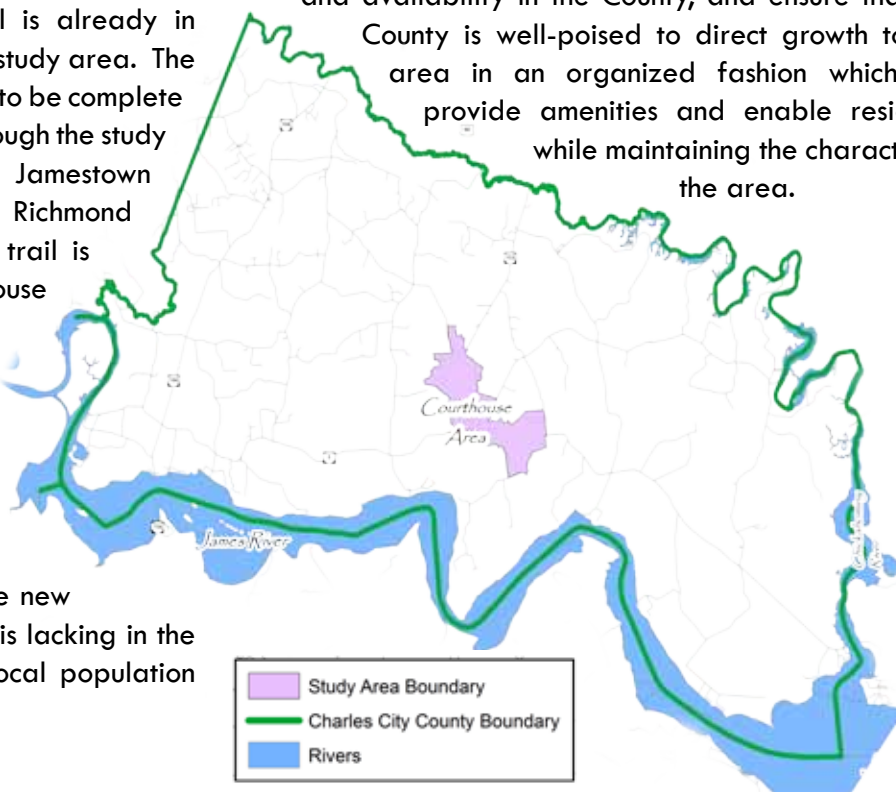 l is already in
study area. The
to be complete
ough the study
Jamestown
Richmond
trail is
ouse
e new
is lacking in the
ocal population
and availability in the County, and ensure tha
County is well-poised to direct growth to
area in an organized fashion which
provide amenities and enable resi
while maintaining the charact
the area.
Courthouse
Area
James River
River
Study Area Boundary
Charles City County Boundary
Rivers